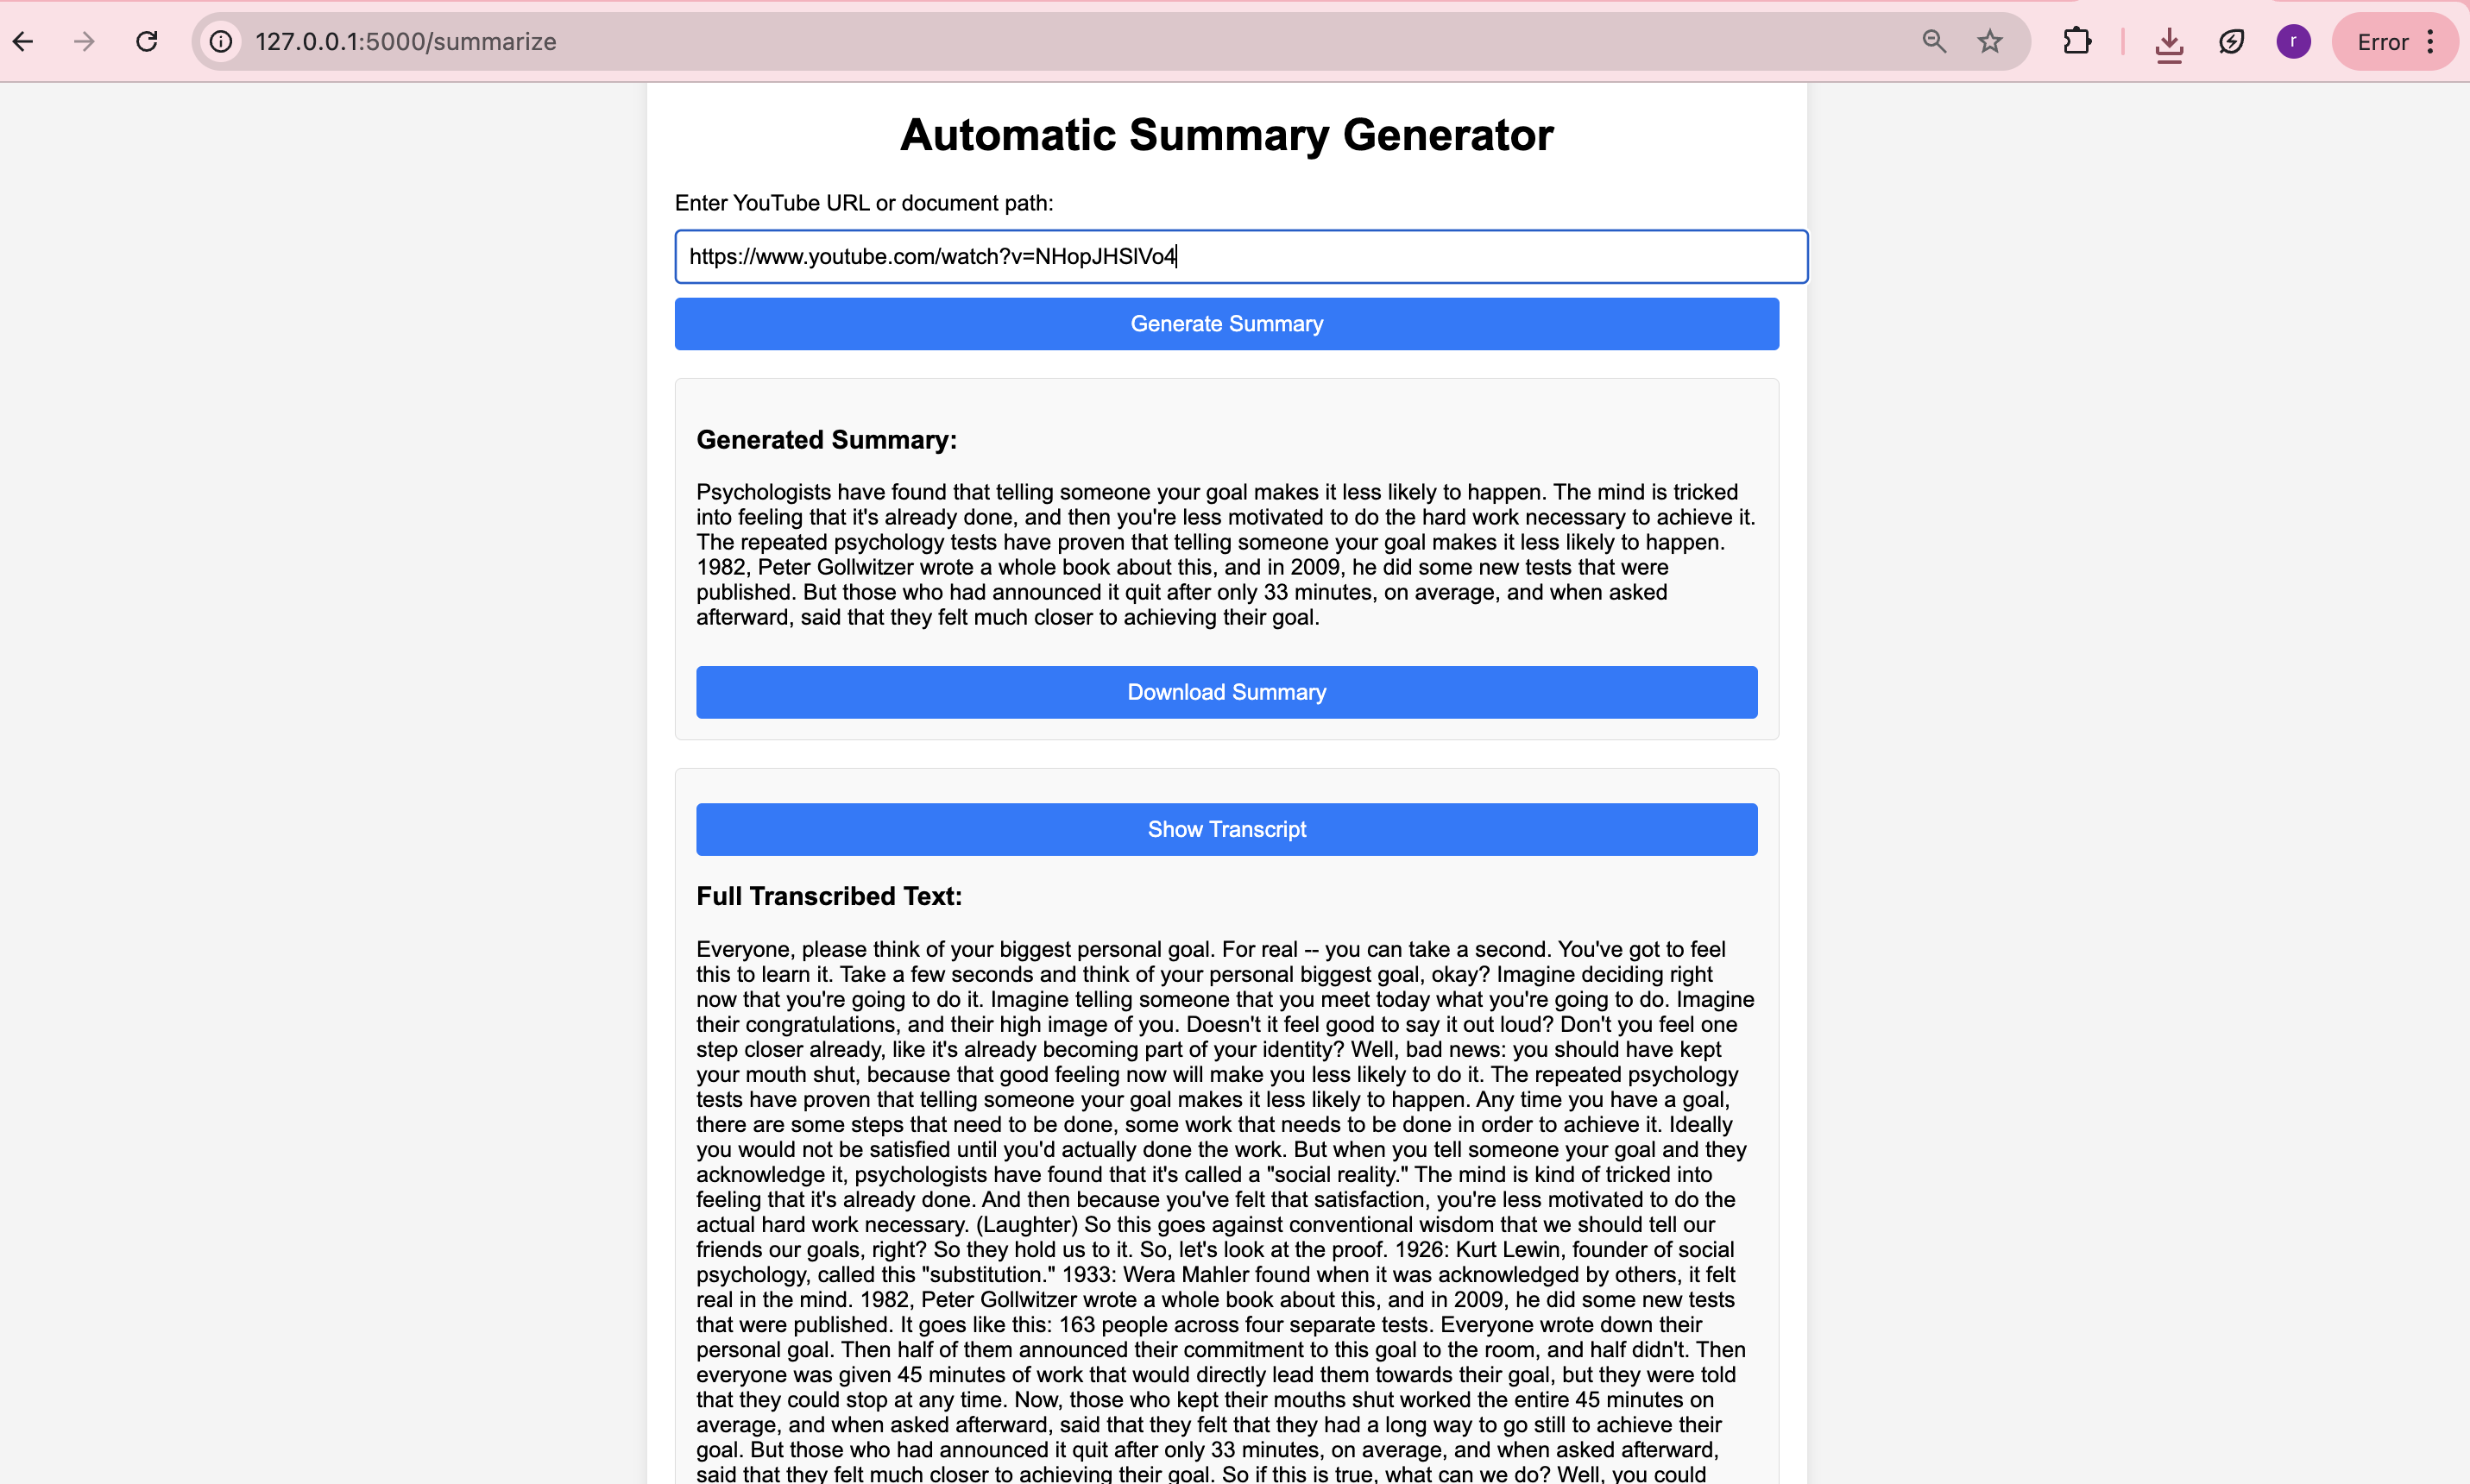 127.0.0.1:5000/summarize
r
Error
Automatic Summary Generator
Enter YouTube URL or document path:
https://www.youtube.com/watch?v=NHopJHSlVo4
Generate Summary
Generated Summary:
Psychologists have found that telling someone your goal makes it less likely to happen. The mind is tricked
into feeling that it's already done, and then you're less motivated to do the hard work necessary to achieve it.
The repeated psychology tests have proven that telling someone your goal makes it less likely to happen.
1982, Peter Gollwitzer wrote a whole book about this, and in 2009, he did some new tests that were
published. But those who had announced it quit after only 33 minutes, on average, and when asked
afterward, said that they felt much closer to achieving their goal.
Download Summary
Show Transcript
Full Transcribed Text:
Everyone, please think of your biggest personal goal. For real -- you can take a second. You've got to feel
this to learn it. Take a few seconds and think of your personal biggest goal, okay? Imagine deciding right
now that you're going to do it. Imagine telling someone that you meet today what you're going to do. Imagine
their congratulations, and their high image of you. Doesn't it feel good to say it out loud? Don't you feel one
step closer already, like it's already becoming part of your identity? Well, bad news: you should have kept
your mouth shut, because that good feeling now will make you less likely to do it. The repeated psychology
tests have proven that telling someone your goal makes it less likely to happen. Any time you have a goal,
there are some steps that need to be done, some work that needs to be done in order to achieve it. Ideally
you would not be satisfied until you'd actually done the work. But when you tell someone your goal and they
acknowledge it, psychologists have found that it's called a "social reality." The mind is kind of tricked into
feeling that it's already done. And then because you've felt that satisfaction, you're less motivated to do the
actual hard work necessary. (Laughter) So this goes against conventional wisdom that we should tell our
friends our goals, right? So they hold us to it. So, let's look at the proof. 1926: Kurt Lewin, founder of social
psychology, called this "substitution." 1933: Wera Mahler found when it was acknowledged by others, it felt
real in the mind. 1982, Peter Gollwitzer wrote a whole book about this, and in 2009, he did some new tests
that were published. It goes like this: 163 people across four separate tests. Everyone wrote down their
personal goal. Then half of them announced their commitment to this goal to the room, and half didn't. Then
everyone was given 45 minutes of work that would directly lead them towards their goal, but they were told
that they could stop at any time. Now, those who kept their mouths shut worked the entire 45 minutes on
average, and when asked afterward, said that they felt that they had a long way to go still to achieve their
goal. But those who had announced it quit after only 33 minutes, on average, and when asked afterward,
said that they felt much closer to achieving their goal. So if this is true, what can we do? Well, you could